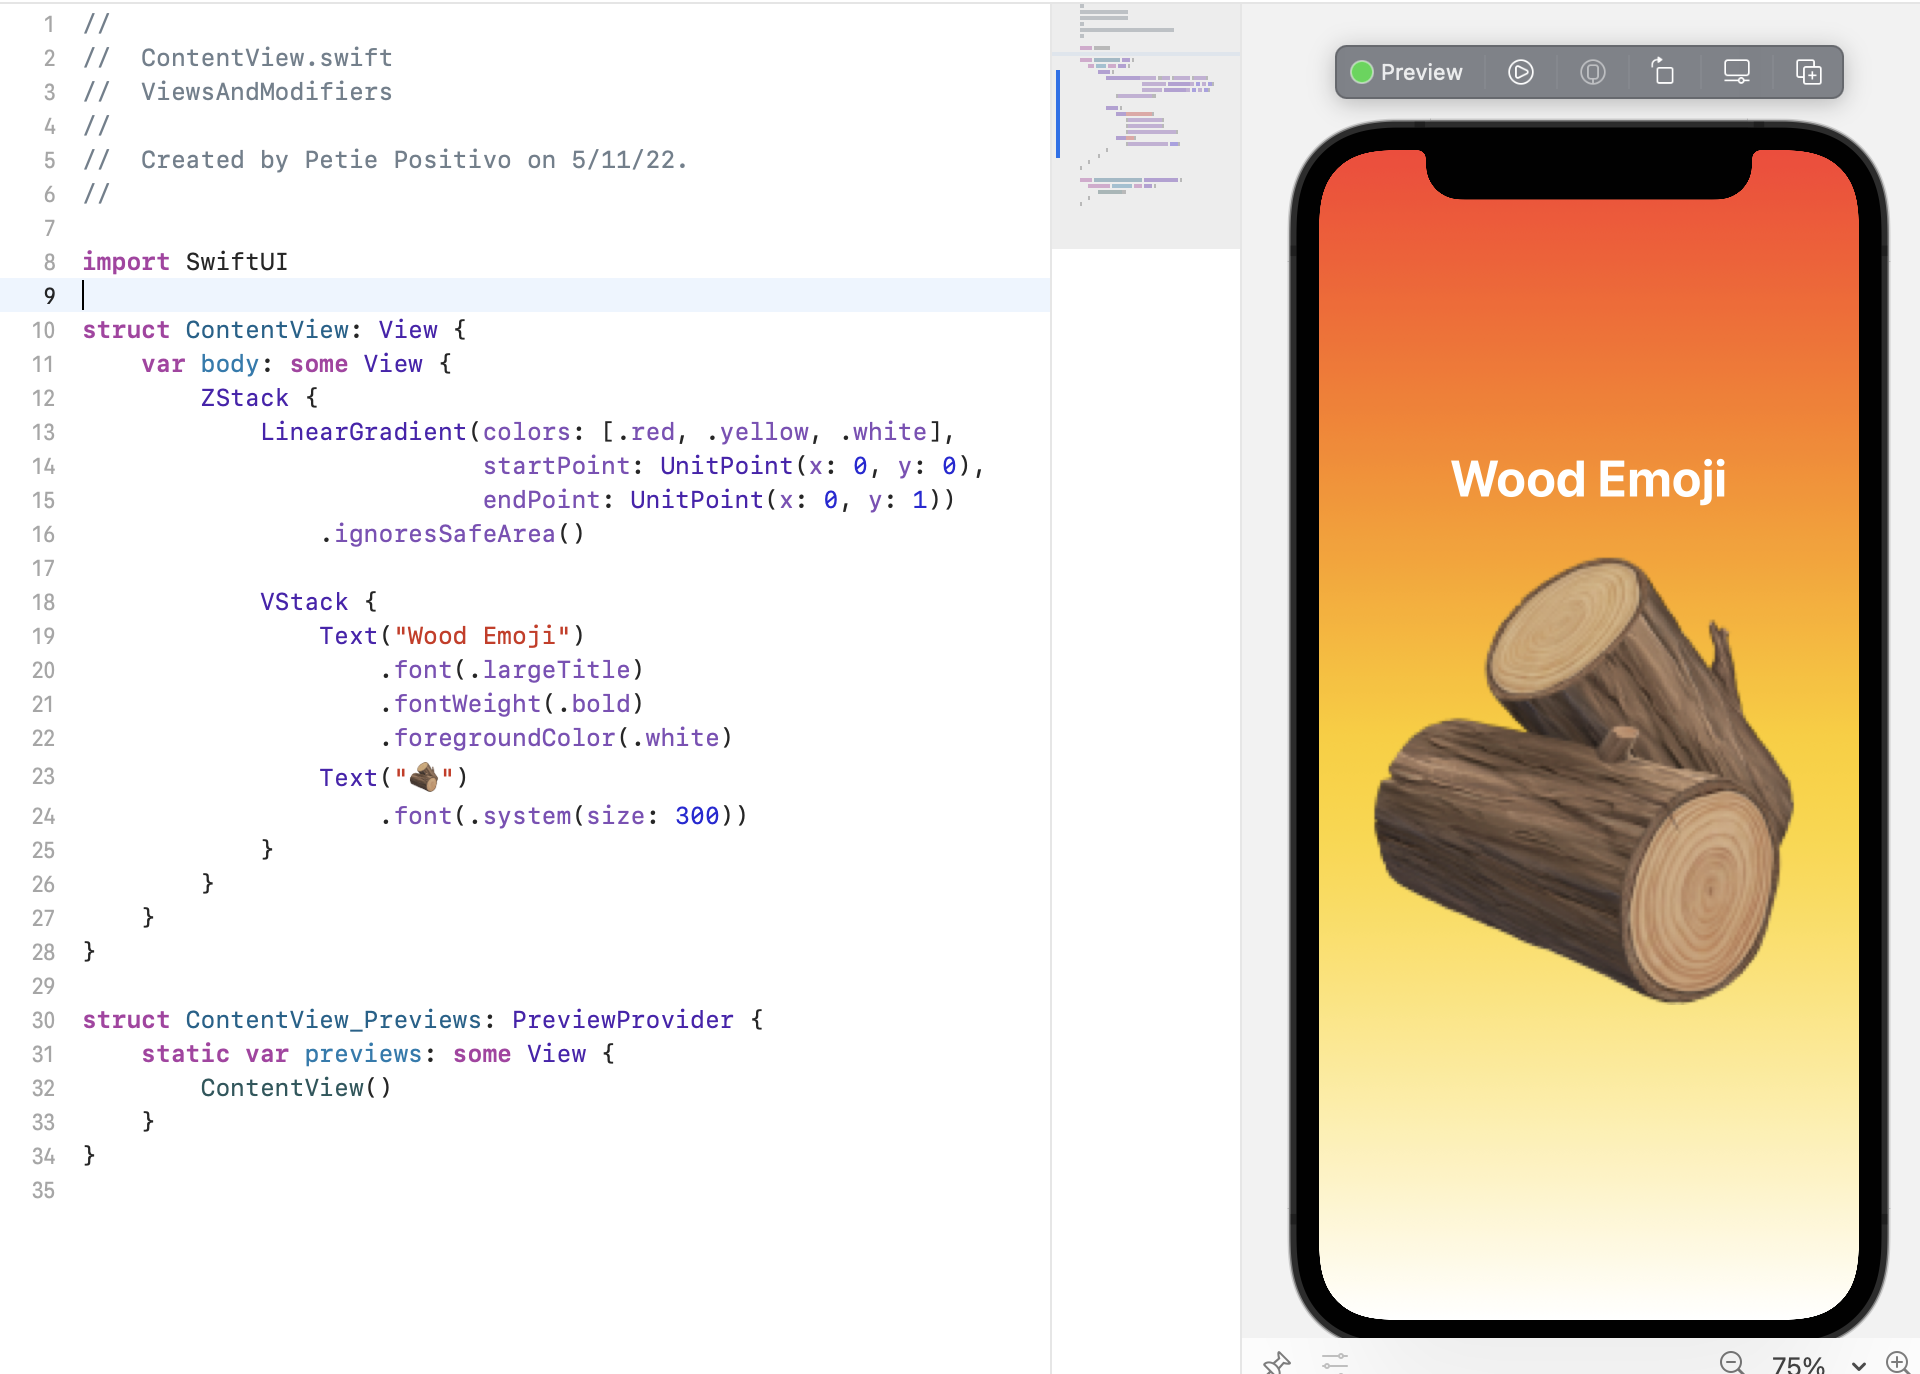 1 //
2 //  ContentView.swift
3 //  ViewsAndModifiers
4 //
5 //  Created by Petie Positivo on 5/11/22.
6 //
7
8 import SwiftUI
9
10 struct ContentView: View {
11     var body: some View {
12         ZStack {
13             LinearGradient(colors: [.red, .yellow, .white],
14                            startPoint: UnitPoint(x: 0, y: 0),
15                            endPoint: UnitPoint(x: 0, y: 1))
16                 .ignoresSafeArea()
17
18             VStack {
19                 Text("Wood Emoji")
20                     .font(.largeTitle)
21                     .fontWeight(.bold)
22                     .foregroundColor(.white)
23                 Text("🪵")
24                     .font(.system(size: 300))
25             }
26         }
27     }
28 }
29
30 struct ContentView_Previews: PreviewProvider {
31     static var previews: some View {
32         ContentView()
33     }
34 }
35
Preview
Wood Emoji
75%